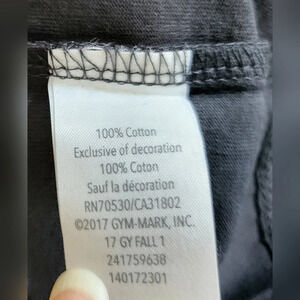 100% Cotton
Exclusive of decoration
100% Coton
Sauf la décoration
RN70530/CA31802
©2017 GYM-MARK, INC.
17 GY FALL 1
241759638
140172301